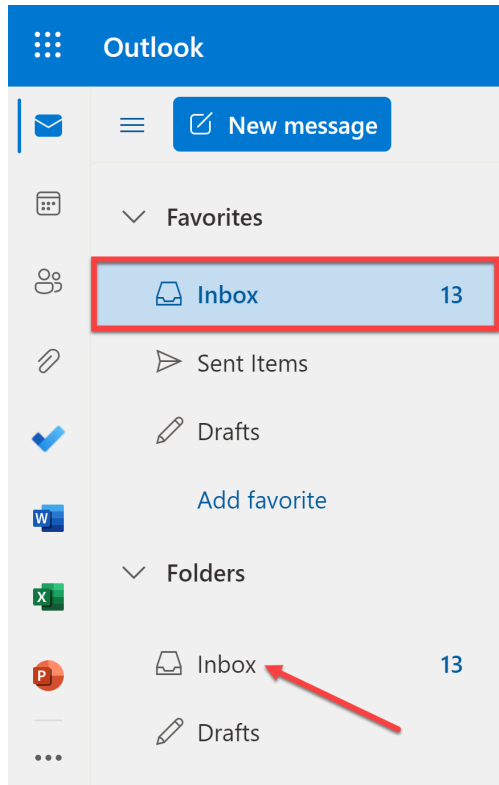 Outlook
New message
Favorites
Inbox 13
Sent Items
Drafts
Add favorite
W
X
P
Folders
Inbox 13
Drafts